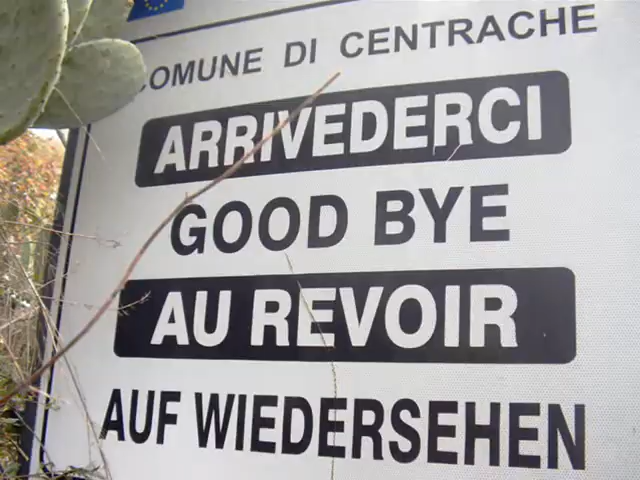 COMUNE DI CENTRACHE
ARRIVEDERCI
GOOD BYE
AU REVOIR
AUF WIEDERSEHEN